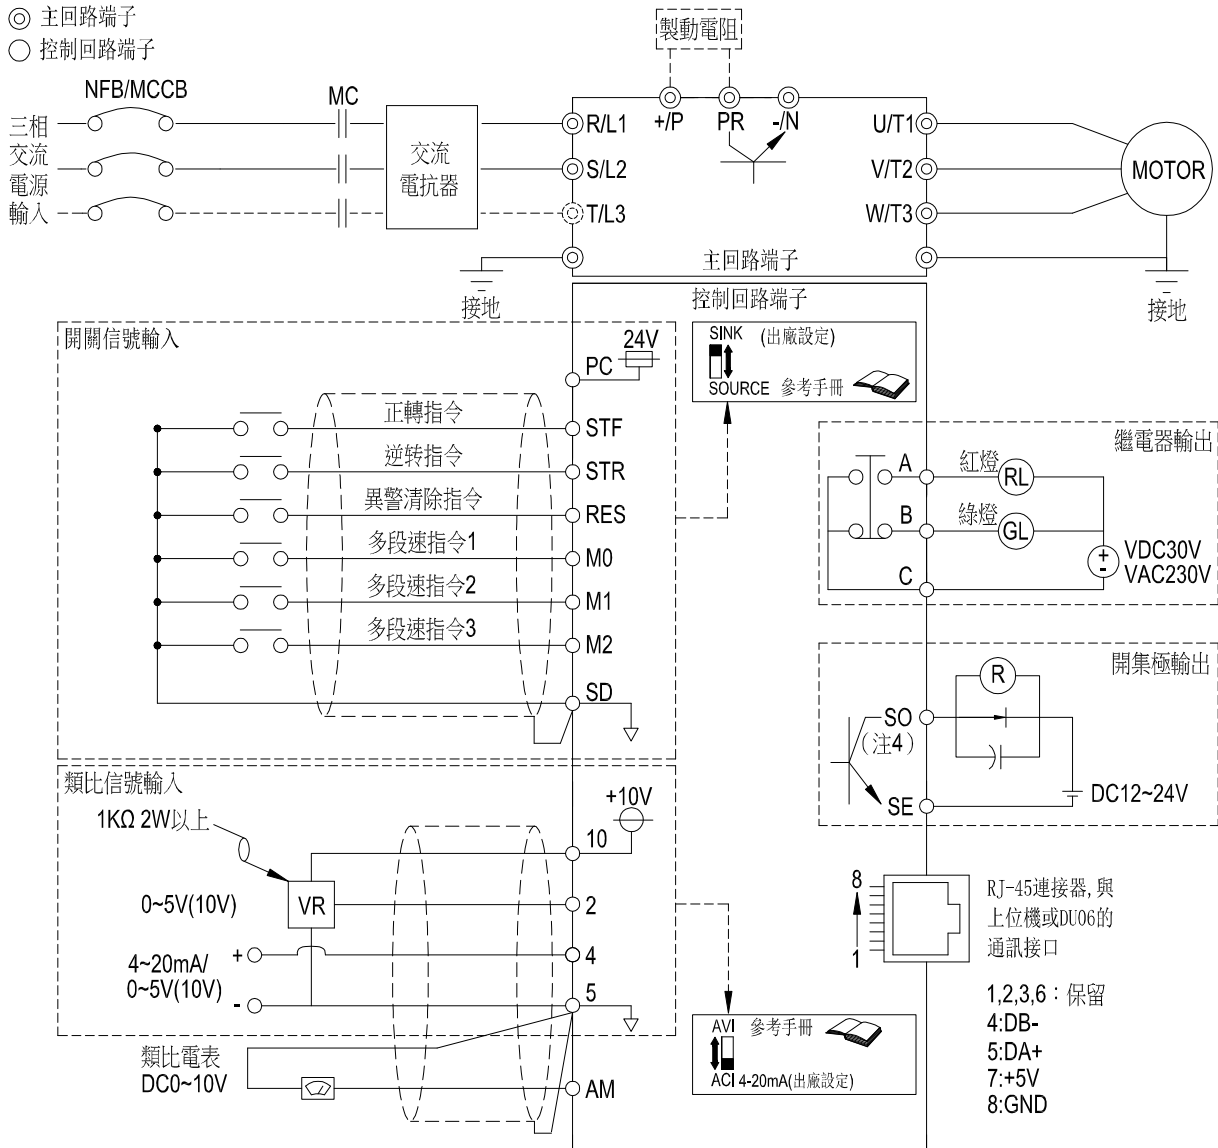 主回路端子
控制回路端子
製動電阻
NFB/MCCB
MC
三相
交流
電源
輸入
交流
電抗器
R/L1
S/L2
T/L3
+/P
PR
-/N
U/T1
V/T2
W/T3
MOTOR
主回路端子
接地
接地
控制回路端子
開關信號輸入
24V
PC
SINK (出廠設定)
SOURCE 參考手冊
正轉指令
STF
逆转指令
STR
異警清除指令
RES
多段速指令1
M0
多段速指令2
M1
多段速指令3
M2
SD
繼電器輸出
A
紅燈
RL
B
綠燈
GL
C
+
-
VDC30V
VAC230V
開集極輸出
R
SO
(注4)
SE
DC12~24V
類比信號輸入
1KΩ 2W以上
+10V
10
VR
0~5V(10V)
2
4~20mA/
0~5V(10V)
+
-
4
5
類比電表
DC0~10V
AM
AVI 參考手冊
ACI 4-20mA(出廠設定)
8
1
RJ-45連接器,與
上位機或DU06的
通訊接口
1,2,3,6：保留
4:DB-
5:DA+
7:+5V
8:GND